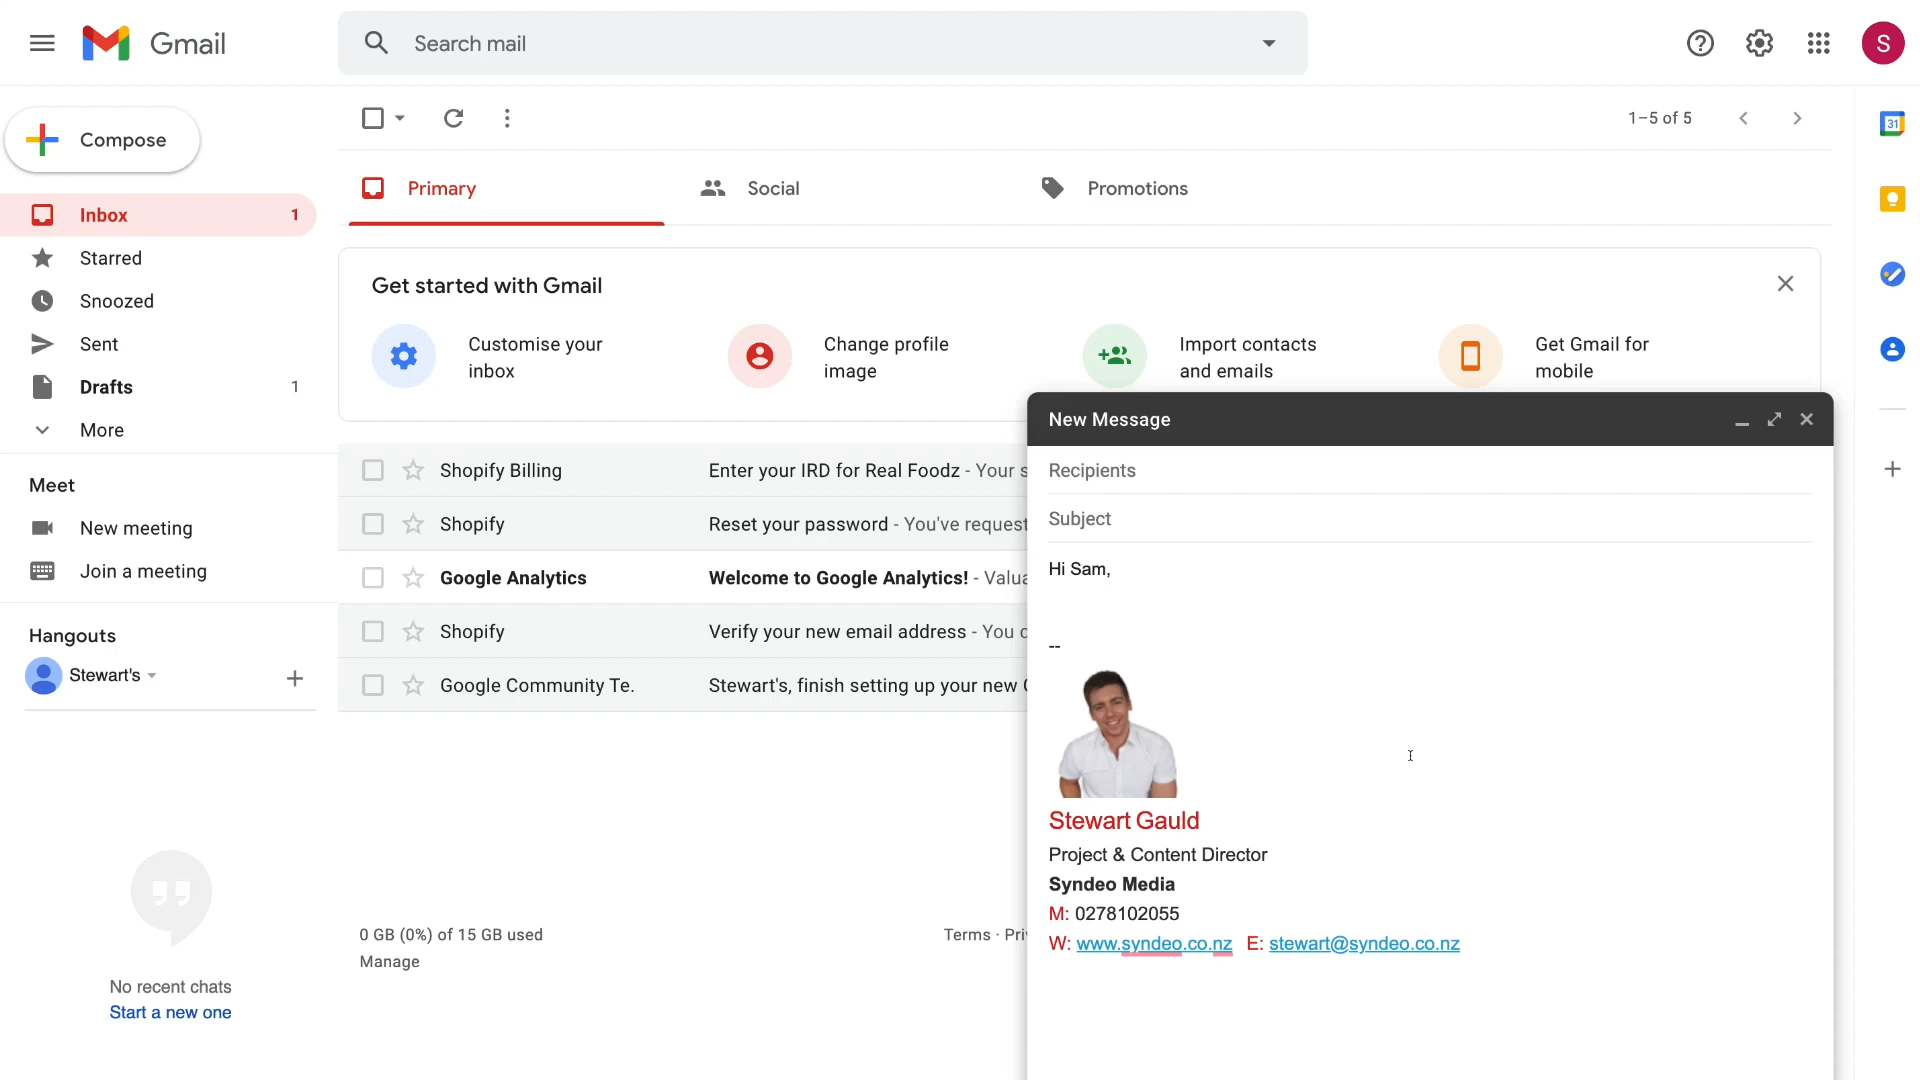 Gmail
Search mail
S
Compose
1–5 of 5
31
Inbox 1
Starred
Snoozed
Sent
Drafts 1
More
Primary
Social
Promotions
Get started with Gmail
Customise your
inbox
Change profile
image
Import contacts
and emails
Get Gmail for
mobile
Meet
New meeting
Join a meeting
Hangouts
Stewart's
No recent chats
Start a new one
Shopify Billing Enter your IRD for Real Foodz - Your s
Shopify Reset your password - You've request
Google Analytics Welcome to Google Analytics! - Valua
Shopify Verify your new email address - You c
Google Community Te. Stewart's, finish setting up your new
0 GB (0%) of 15 GB used
Manage
Terms · Pri
New Message
Recipients
Subject
Hi Sam,
--
Stewart Gauld
Project & Content Director
Syndeo Media
M: 0278102055
W: www.syndeo.co.nz E: stewart@syndeo.co.nz